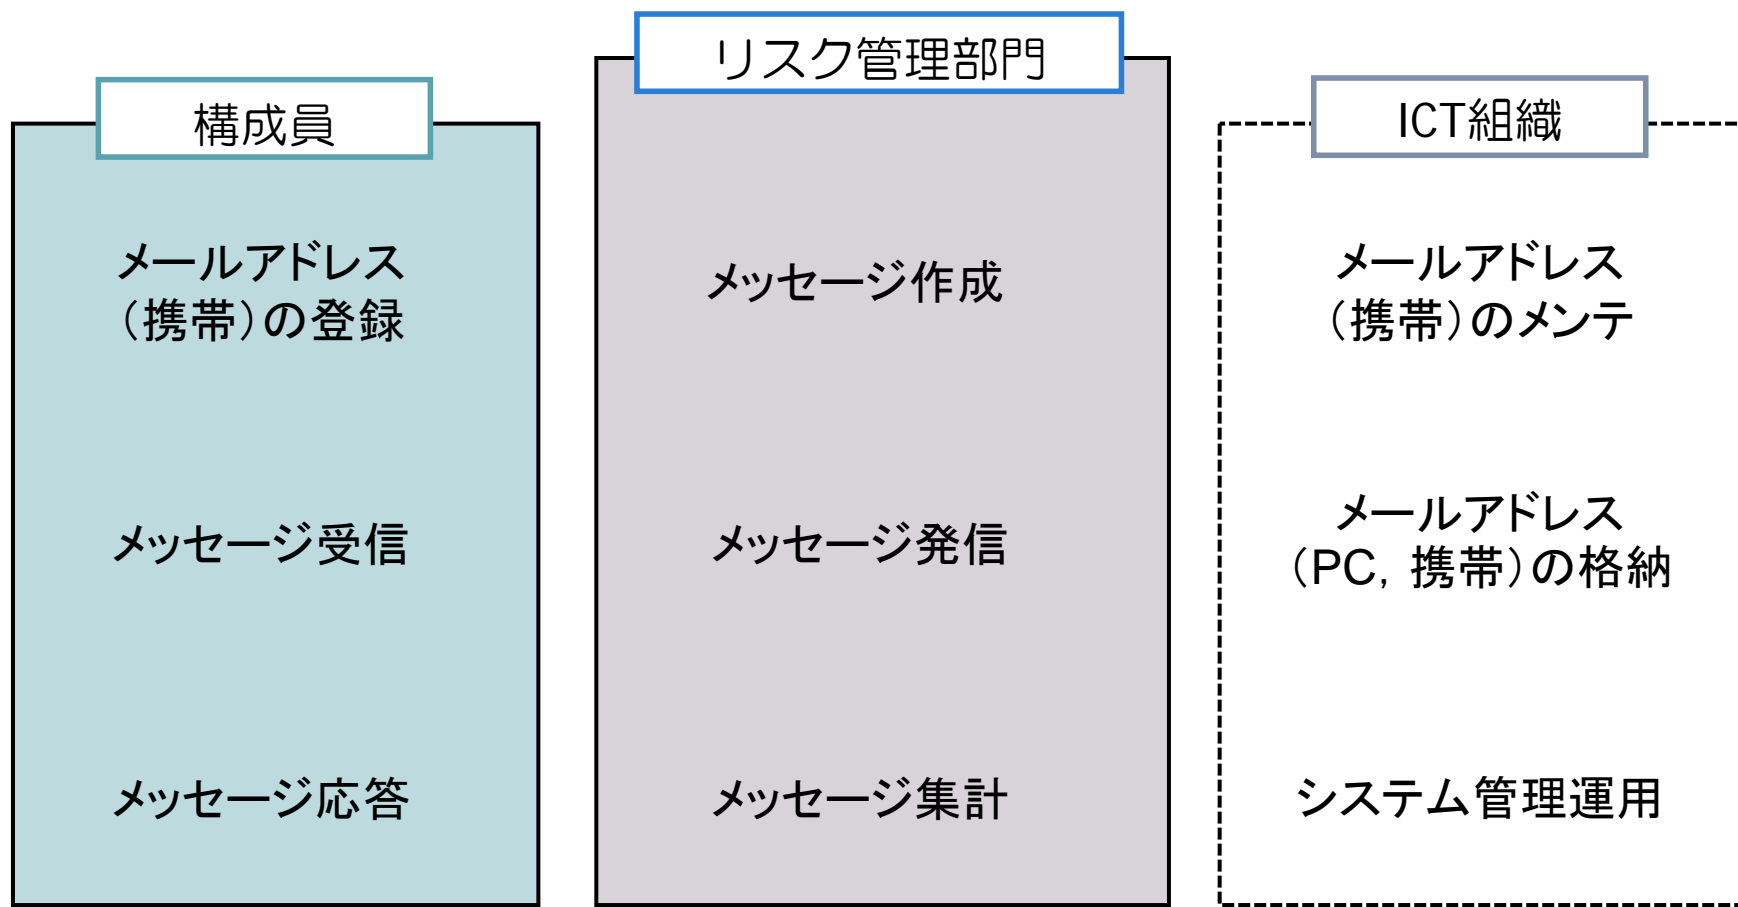 構成員
メールアドレス
（携帯）の登録
メッセージ受信
メッセージ応答
リスク管理部門
メッセージ作成
メッセージ発信
メッセージ集計
ICT組織
メールアドレス
（携帯）のメンテ
メールアドレス
（PC，携帯）の格納
システム管理運用